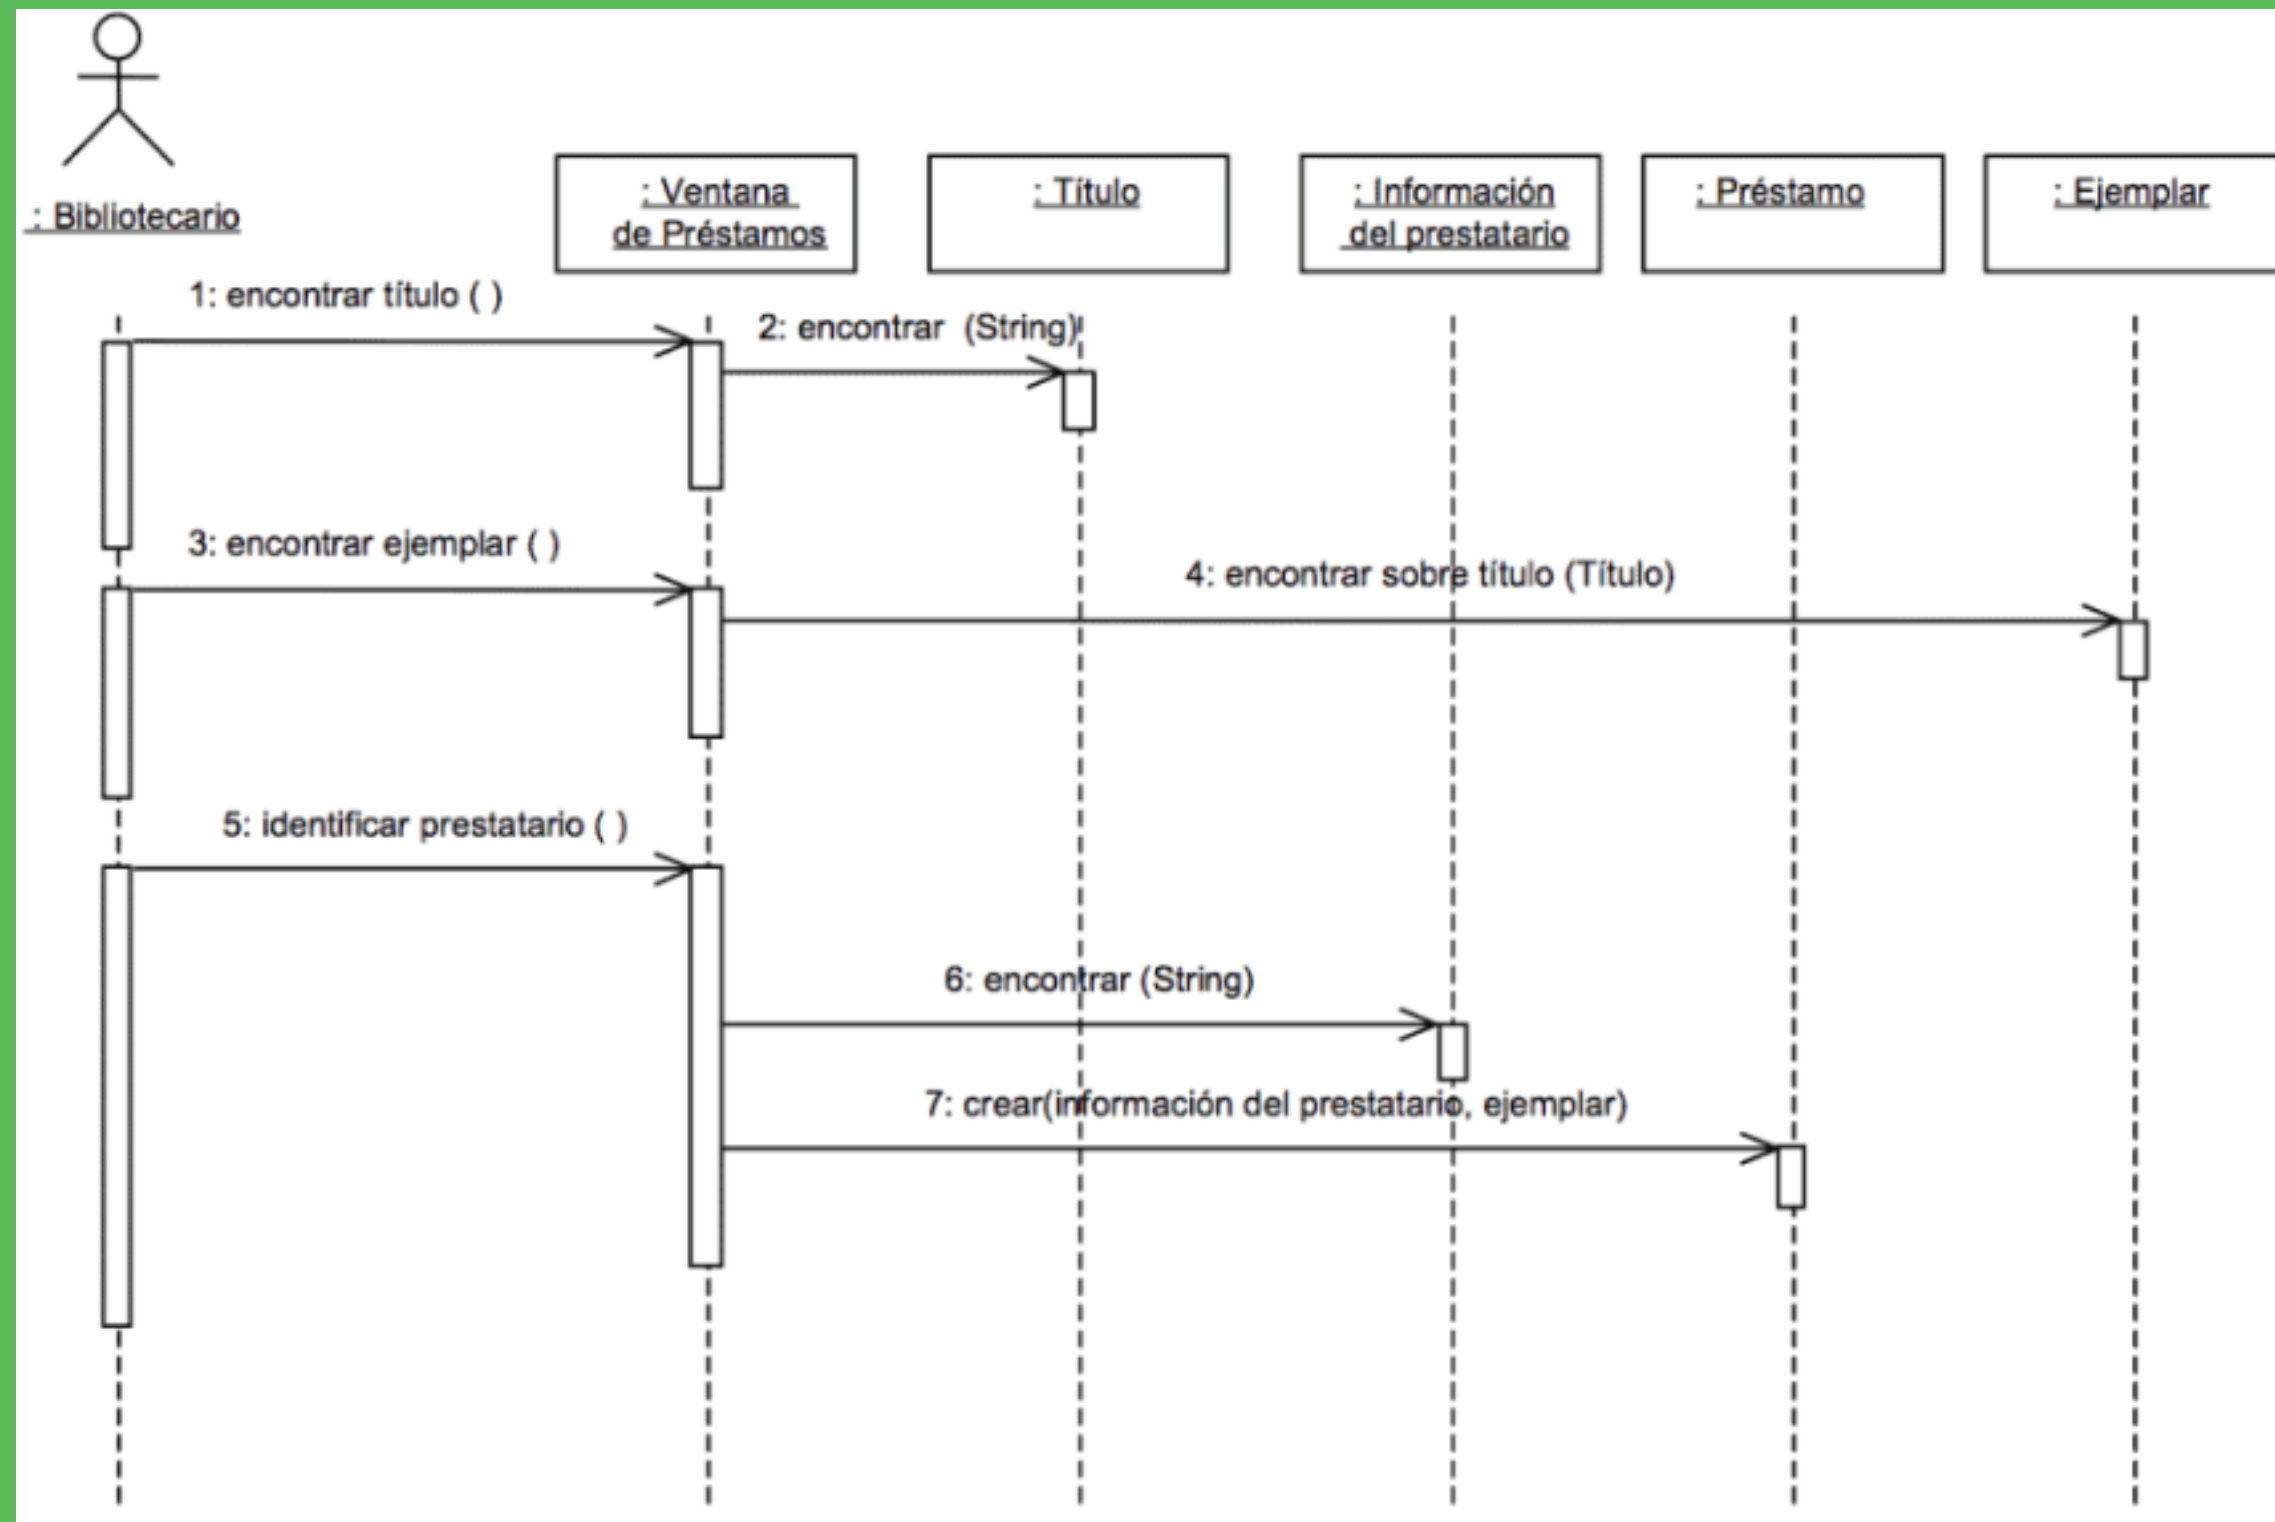 : Bibliotecario
: Ventana
de Préstamos
: Título
: Información
del prestatario
: Préstamo
: Ejemplar
1: encontrar título ( )
2: encontrar (String)
3: encontrar ejemplar ( )
4: encontrar sobre título (Título)
5: identificar prestatario ( )
6: encontrar (String)
7: crear(información del prestatario, ejemplar)